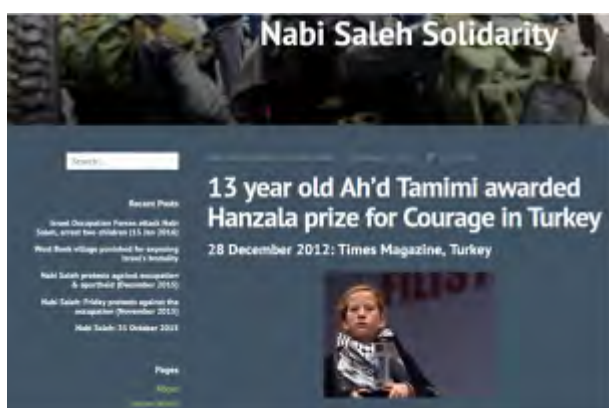 Nabi Saleh Solidarity
Search...
Recent Posts
Israel Occupation Forces attack Nabi
Saleh, arrest two children (15 Jan 2016)
West Bank village punished for exposing
Israel's brutality
Nabi Saleh protests against occupation
& apartheid (December 2015)
Nabi Saleh: Friday protests against the
occupation (November 2015)
Nabi Saleh: 31 October 2015
Pages
About
13 year old Ah'd Tamimi awarded
Hanzala prize for Courage in Turkey
28 December 2012: Times Magazine, Turkey